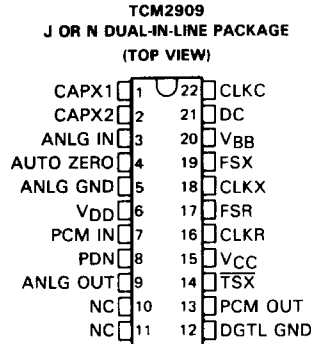 TCM2909
J OR N DUAL-IN-LINE PACKAGE
(TOP VIEW)
CAPX1 1 22 CLKC
CAPX2 2 21 DC
ANLG IN 3 20 VBB
AUTO ZERO 4 19 FSX
ANLG GND 5 18 CLKX
VDD 6 17 FSR
PCM IN 7 16 CLKR
PDN 8 15 VCC
ANLG OUT 9 14 T̅S̅X̅
NC 10 13 PCM OUT
NC 11 12 DGTL GND